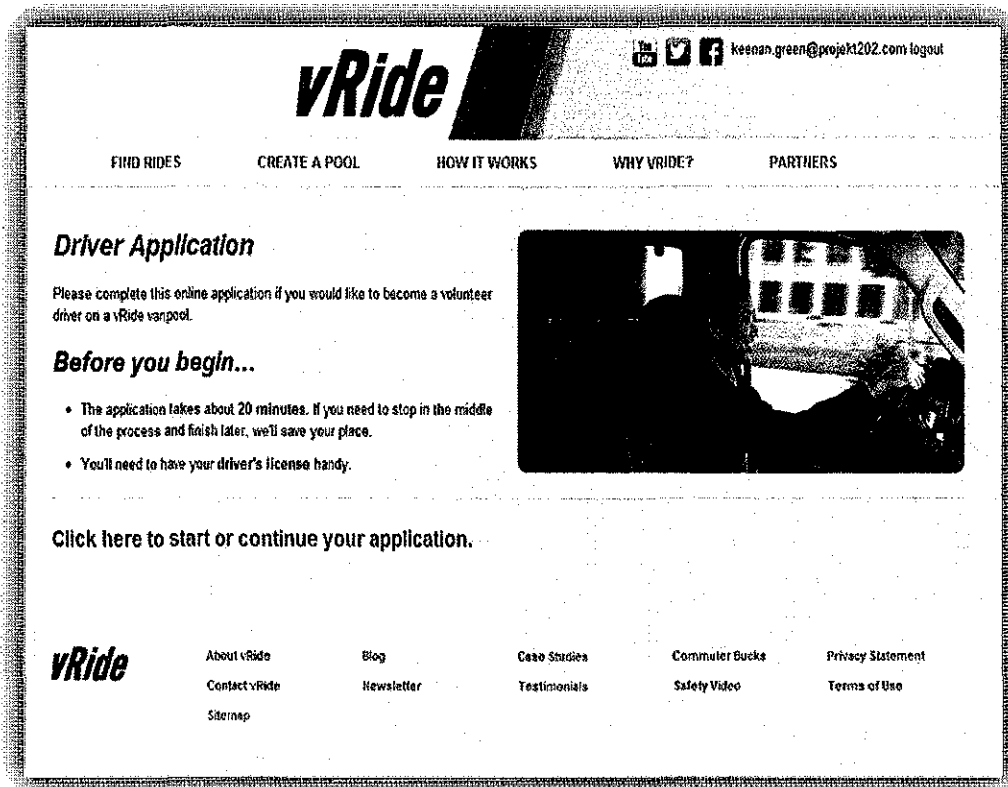 vRide
You Tube
keenan.green@projekt202.com logout
FIND RIDES CREATE A POOL HOW IT WORKS WHY VRIDE? PARTNERS
Driver Application
Please complete this online application if you would like to become a volunteer
driver on a vRide vanpool.
Before you begin...
• The application takes about 20 minutes. If you need to stop in the middle
of the process and finish later, we'll save your place.
• You'll need to have your driver's license handy.
Click here to start or continue your application.
vRide
About vRide Blog Case Studies Commuter Bucks Privacy Statement
Contact vRide Newsletter Testimonials Safety Video Terms of Use
Sitemap